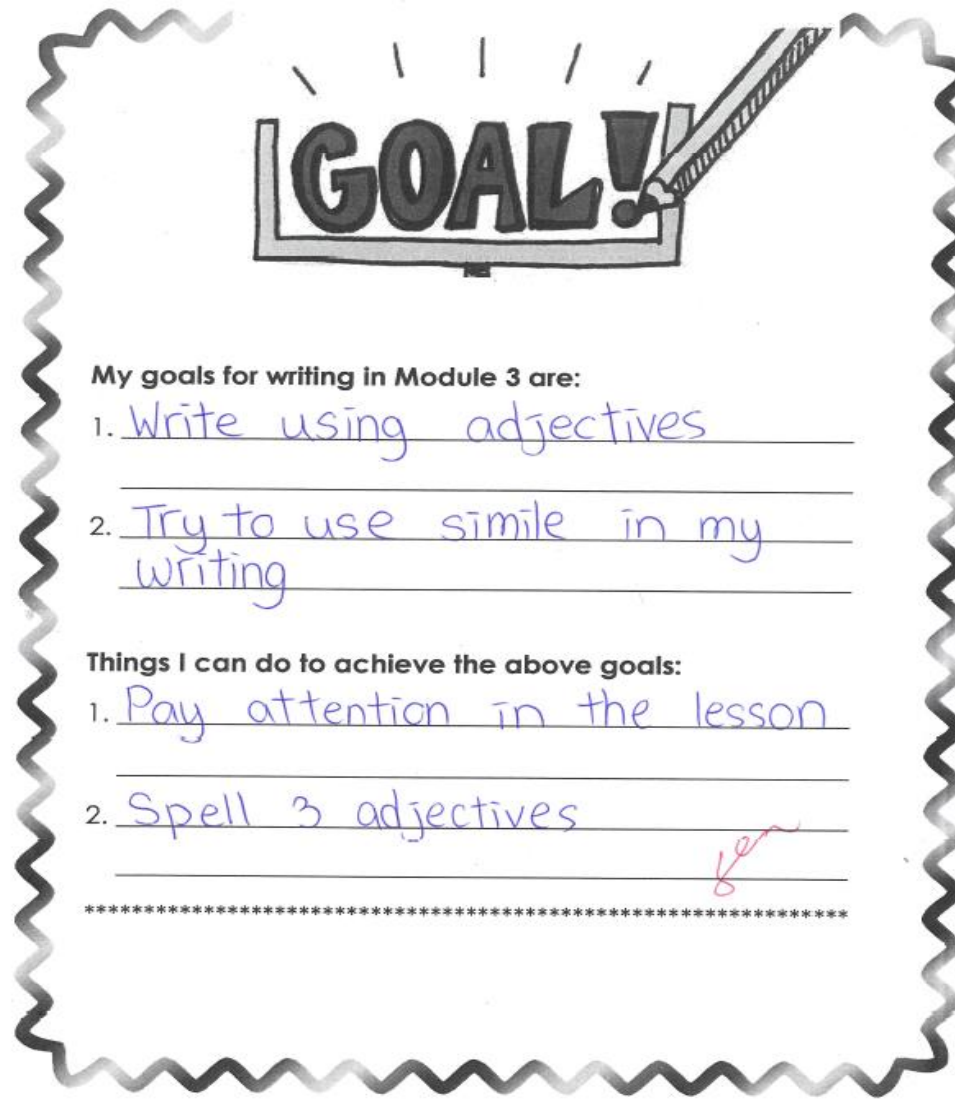 GOAL!
My goals for writing in Module 3 are:
1. Write using adjectives
2. Try to use simile in my
writing
Things I can do to achieve the above goals:
1. Pay attention in the lesson
2. Spell 3 adjectives
****************************************************************